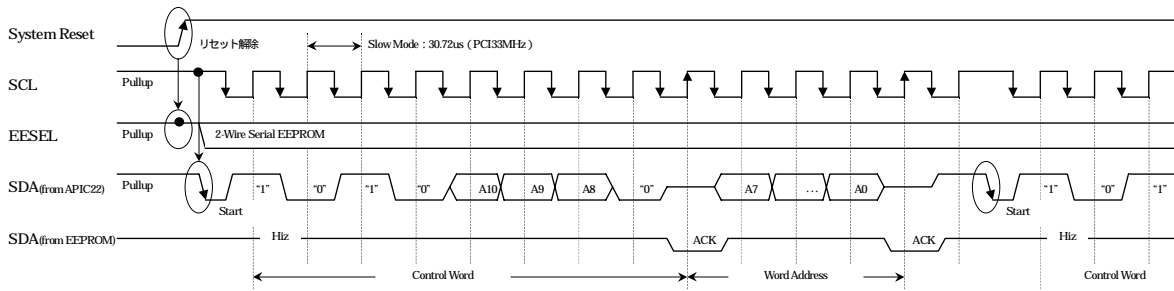 System Reset
リセット解除
Slow Mode : 30.72us ( PCI33MHz )
SCL Pullup
EESEL Pullup 2-Wire Serial EEPROM
SDA(from APIC22) Pullup "1" "0" "1" "0" A10 A9 A8 "0" A7 ... A0 "1" "0" "1"
Start Start
SDA(from EEPROM) Hiz ACK ACK Hiz
Control Word Word Address Control Word